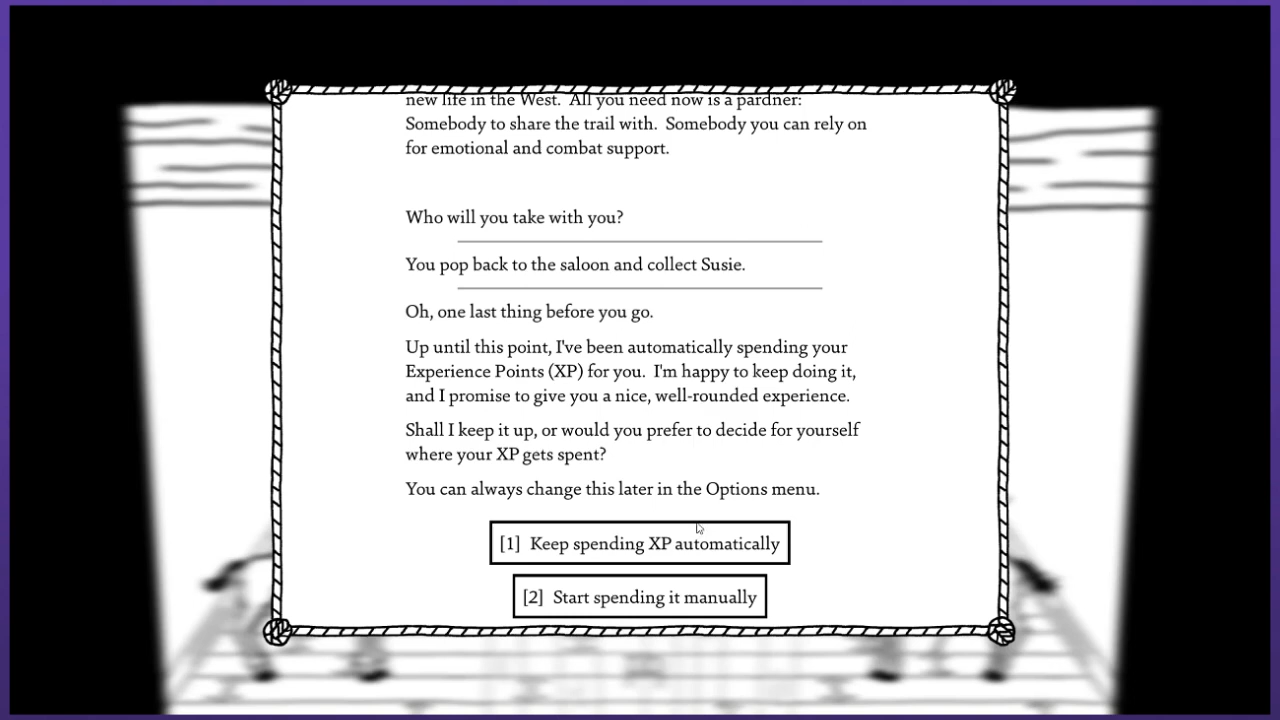 new life in the West.  All you need now is a pardner:
Somebody to share the trail with.  Somebody you can rely on
for emotional and combat support.
Who will you take with you?
You pop back to the saloon and collect Susie.
Oh, one last thing before you go.
Up until this point, I've been automatically spending your
Experience Points (XP) for you.  I'm happy to keep doing it,
and I promise to give you a nice, well-rounded experience.
Shall I keep it up, or would you prefer to decide for yourself
where your XP gets spent?
You can always change this later in the Options menu.
[1]  Keep spending XP automatically
[2]  Start spending it manually